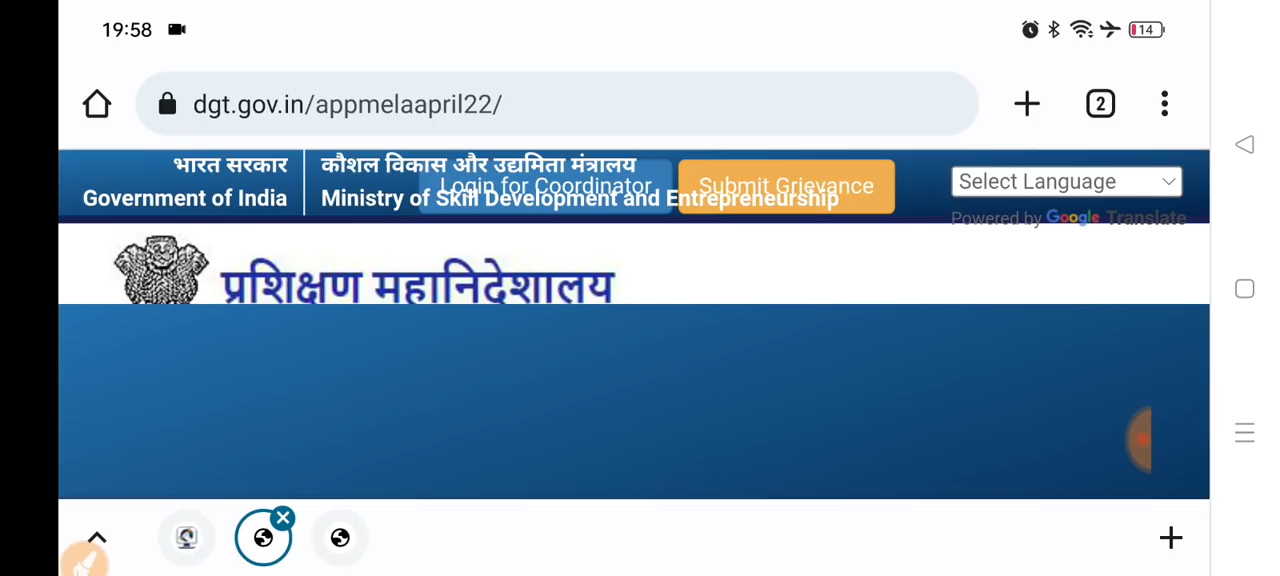 19:58
14
dgt.gov.in/appmelaapril22/
2
भारत सरकार
Government of India
कौशल विकास और उद्यमिता मंत्रालय
Ministry of Skill Development and Entrepreneurship
Login for Coordinator
Submit Grievance
Select Language
Powered by Google Translate
प्रशिक्षण महानिदेशालय